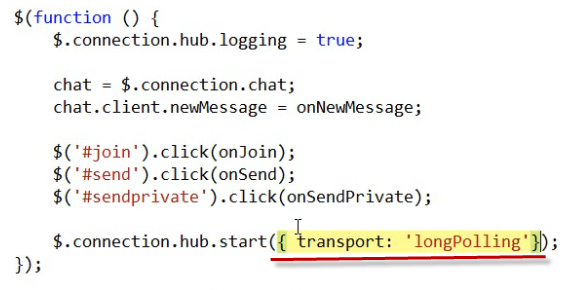 $(function () {
    $.connection.hub.logging = true;
    chat = $.connection.chat;
    chat.client.newMessage = onNewMessage;
    $('#join').click(onJoin);
    $('#send').click(onSend);
    $('#sendprivate').click(onSendPrivate);
    $.connection.hub.start({ transport: 'longPolling'});
});